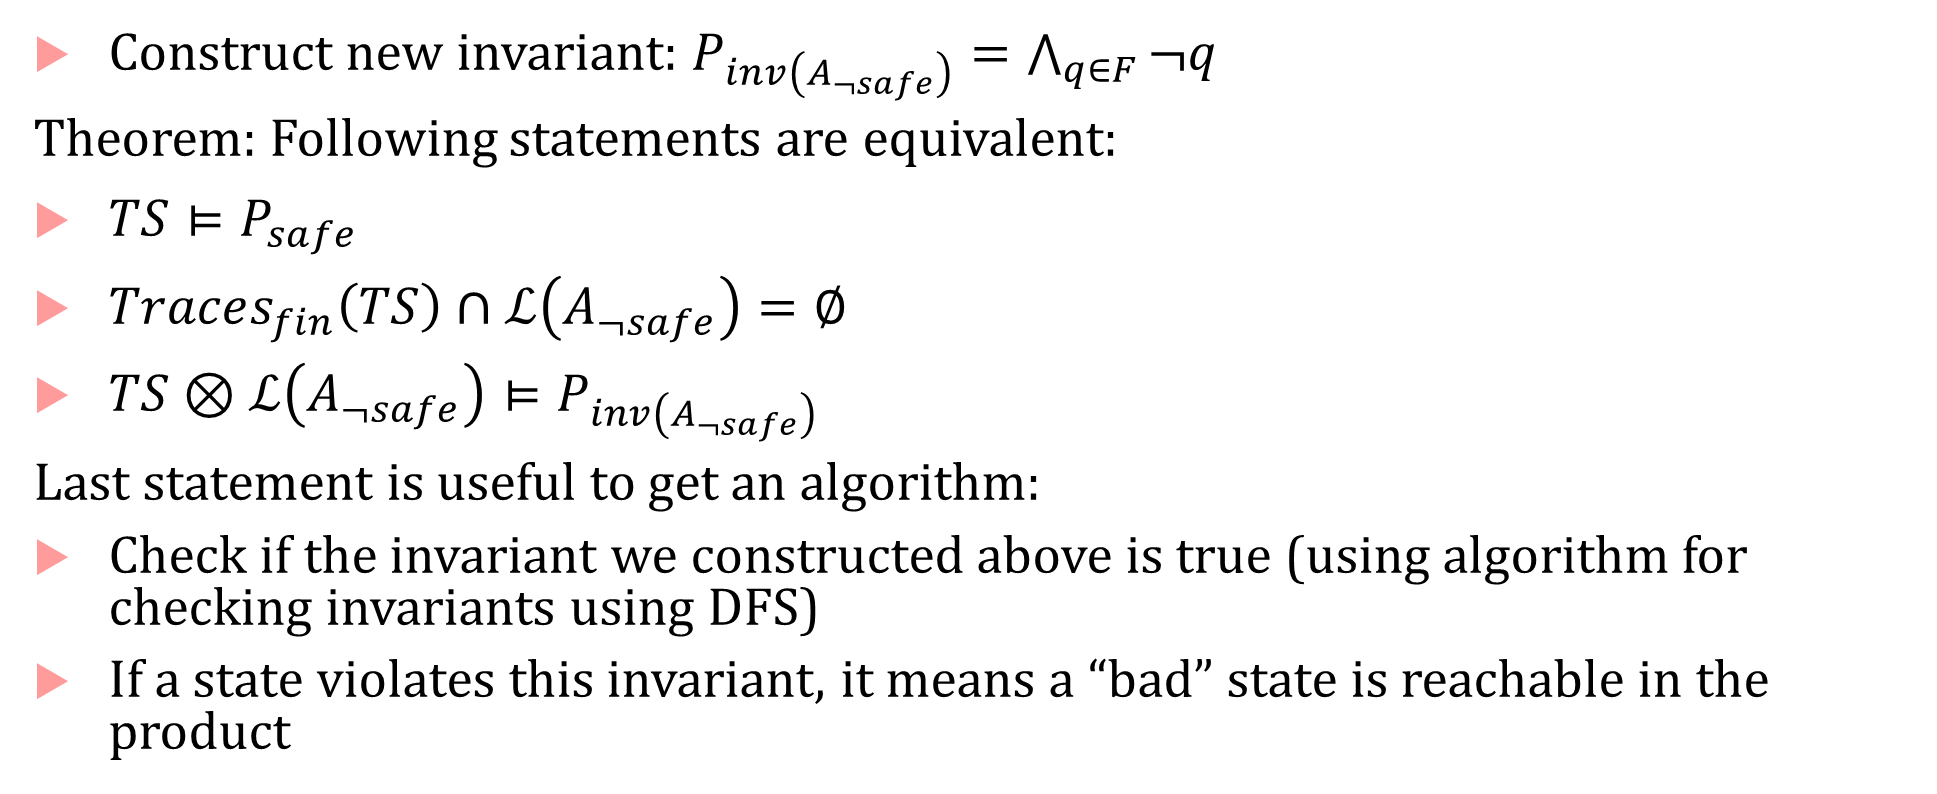 ▶ Construct new invariant: 𝑃_{𝑖𝑛𝑣(𝐴_{¬𝑠𝑎𝑓𝑒})} = ⋀_{𝑞∈𝐹} ¬𝑞
Theorem: Following statements are equivalent:
▶ 𝑇𝑆 ⊨ 𝑃_{𝑠𝑎𝑓𝑒}
▶ 𝑇𝑟𝑎𝑐𝑒𝑠_{𝑓𝑖𝑛}(𝑇𝑆) ∩ ℒ(𝐴_{¬𝑠𝑎𝑓𝑒}) = ∅
▶ 𝑇𝑆 ⊗ ℒ(𝐴_{¬𝑠𝑎𝑓𝑒}) ⊨ 𝑃_{𝑖𝑛𝑣(𝐴_{¬𝑠𝑎𝑓𝑒})}
Last statement is useful to get an algorithm:
▶ Check if the invariant we constructed above is true (using algorithm for
checking invariants using DFS)
▶ If a state violates this invariant, it means a “bad” state is reachable in the
product